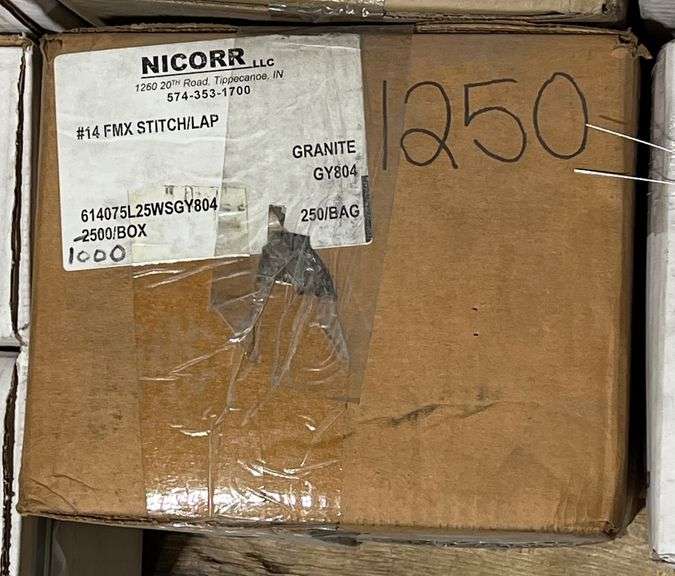 NICORR LLC
1260 20TH Road, Tippecanoe, IN
574-353-1700
#14 FMX STITCH/LAP
GRANITE
GY804
614075L25WSGY804
250/BAG
2500/BOX
1000
1250